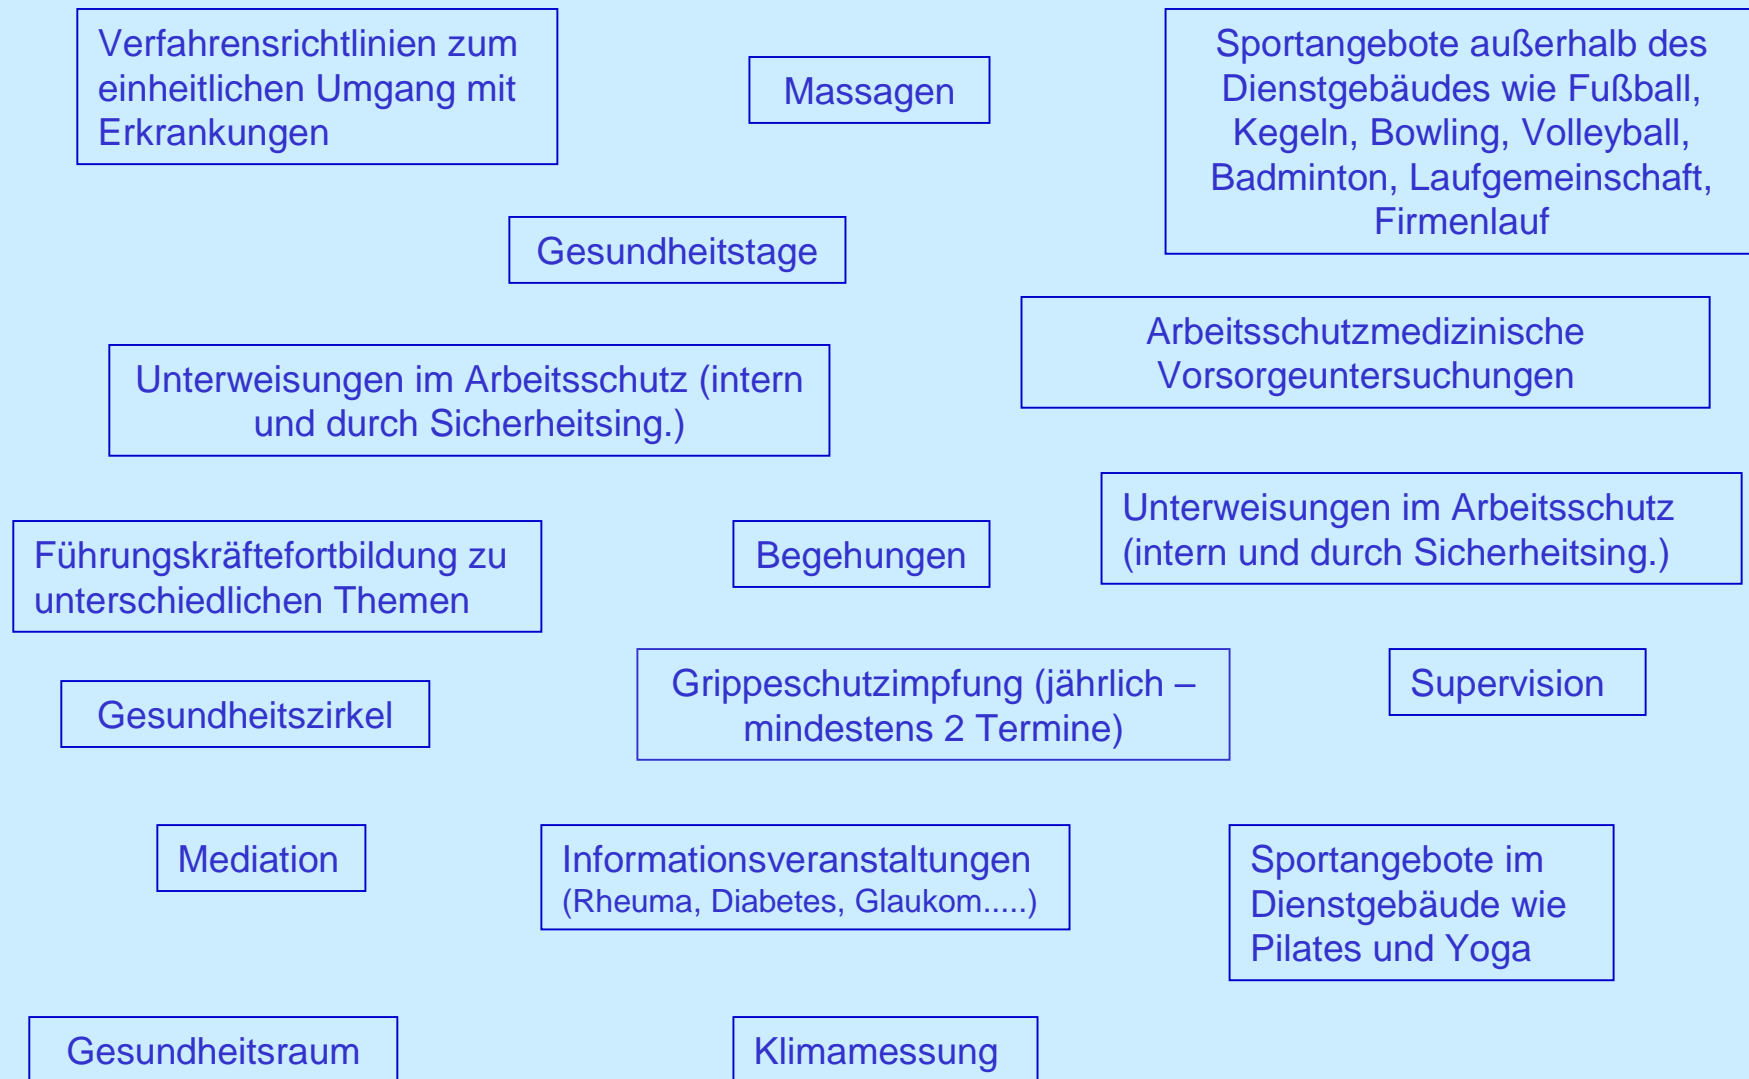 Verfahrensrichtlinien zum
einheitlichen Umgang mit
Erkrankungen
Massagen
Sportangebote außerhalb des
Dienstgebäudes wie Fußball,
Kegeln, Bowling, Volleyball,
Badminton, Laufgemeinschaft,
Firmenlauf
Gesundheitstage
Arbeitsschutzmedizinische
Vorsorgeuntersuchungen
Unterweisungen im Arbeitsschutz (intern
und durch Sicherheitsing.)
Unterweisungen im Arbeitsschutz
(intern und durch Sicherheitsing.)
Führungskräftefortbildung zu
unterschiedlichen Themen
Begehungen
Grippeschutzimpfung (jährlich –
mindestens 2 Termine)
Supervision
Gesundheitszirkel
Mediation
Informationsveranstaltungen
(Rheuma, Diabetes, Glaukom.....)
Sportangebote im
Dienstgebäude wie
Pilates und Yoga
Gesundheitsraum
Klimamessung